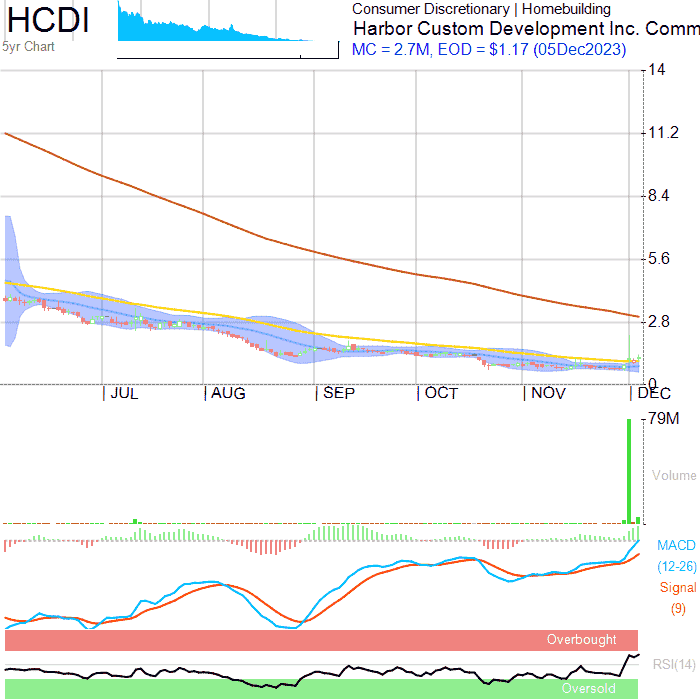 HCDI
5yr Chart
Consumer Discretionary | Homebuilding
Harbor Custom Development Inc. Comm
MC = 2.7M, EOD = $1.17 (05Dec2023)
14
11.2
8.4
5.6
2.8
0
JUL AUG SEP OCT NOV DEC
79M
Volume
MACD
(12-26)
Signal
(9)
Overbought
RSI(14)
Oversold